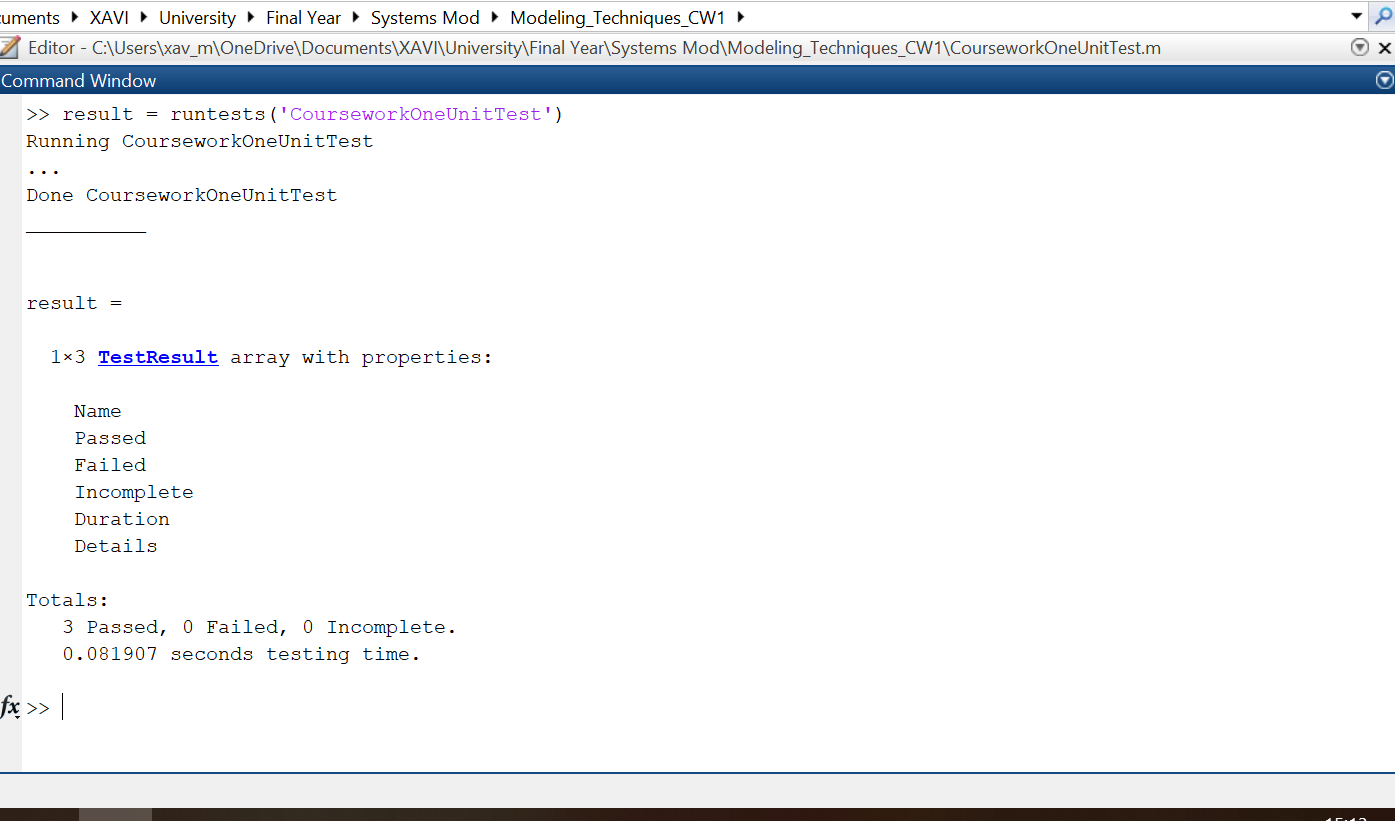 XAVI University Final Year Systems Mod Modeling_Techniques_CW1
Editor - C:\Users\xav_m\OneDrive\Documents\XAVI\University\Final Year\Systems Mod\Modeling_Techniques_CW1\CourseworkOneUnitTest.m
Command Window
>> result = runtests('CourseworkOneUnitTest')
Running CourseworkOneUnitTest
...
Done CourseworkOneUnitTest
__________
result =
1×3 TestResult array with properties:
Name
Passed
Failed
Incomplete
Duration
Details
Totals:
3 Passed, 0 Failed, 0 Incomplete.
0.081907 seconds testing time.
fx >>